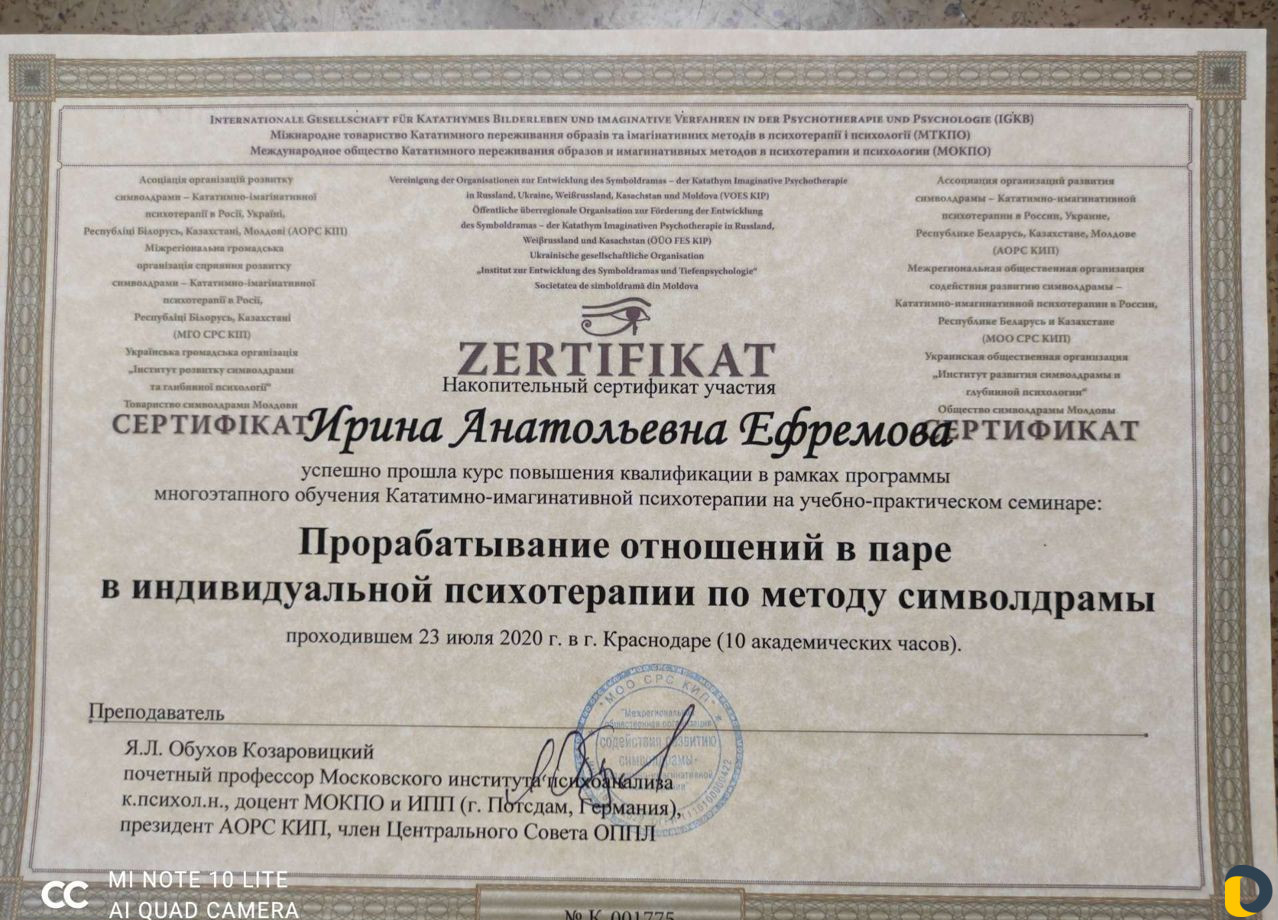 Internationale Gesellschaft für Katathymes Bilderleben und imaginative Verfahren in der Psychotherapie und Psychologie (IGKB)
Міжнародне товариство Кататимного переживання образів та імагінативних методів в психотерапії і психології (МТКПО)
Международное общество Кататимного переживания образов и имагинативных методов в психотерапии и психологии (МОКПО)
Асоціація організацій розвитку
символдрами – Кататимно-імагінативної
психотерапії в Росії, Україні,
Республіці Білорусь, Казахстані, Молдові (АОРС КІП)
Міжрегіональна громадська
організація сприяння розвитку
символдрами – Кататимно-імагінативної
психотерапії в Росії,
Республіці Білорусь, Казахстані
(МГО СРС КІП)
Українська громадська організація
„Інститут розвитку символдрами
та глибинної психології"
Товариство символдрами Молдови
СЕРТИФІКАТ
Vereinigung der Organisationen zur Entwicklung des Symboldramas – der Katathym Imaginative Psychotherapie
in Russland, Ukraine, Weißrussland, Kasachstan und Moldova (VOES KIP)
Öffentliche überregionale Organisation zur Förderung der Entwicklung
des Symboldramas – der Katathym Imaginativen Psychotherapie in Russland,
Weißrussland und Kasachstan (ÖÜO FES KIP)
Ukrainische gesellschaftliche Organisation
„Institut zur Entwicklung des Symboldramas und Tiefenpsychologie"
Societatea de simboldramă din Moldova
ZERTIFIKAT
Ассоциация организаций развития
символдрамы – Кататимно-имагинативной
психотерапии в России, Украине,
Республике Беларусь, Казахстане, Молдове
(АОРС КИП)
Межрегиональная общественная организация
содействия развитию символдрамы –
Кататимно-имагинативной психотерапии в России,
Республике Беларусь и Казахстане
(МОО СРС КИП)
Украинская общественная организация
„Институт развития символдрамы и
глубинной психологии"
Общество символдрамы Молдовы
СЕРТИФИКАТ
Накопительный сертификат участия
Ирина Анатольевна Ефремова
успешно прошла курс повышения квалификации в рамках программы
многоэтапного обучения Кататимно-имагинативной психотерапии на учебно-практическом семинаре:
Прорабатывание отношений в паре
в индивидуальной психотерапии по методу символдрамы
проходившем 23 июля 2020 г. в г. Краснодаре (10 академических часов).
Преподаватель
Я.Л. Обухов Козаровицкий
почетный профессор Московского института психоанализа
к.психол.н., доцент МОКПО и ИПП (г. Потсдам, Германия),
президент АОРС КИП, член Центрального Совета ОППЛ
"МОО СРС КИП"
"Межрегиональная
общественная организация
содействия развитию
символдрамы-
№ К 001775
MI NOTE 10 LITE
AI QUAD CAMERA